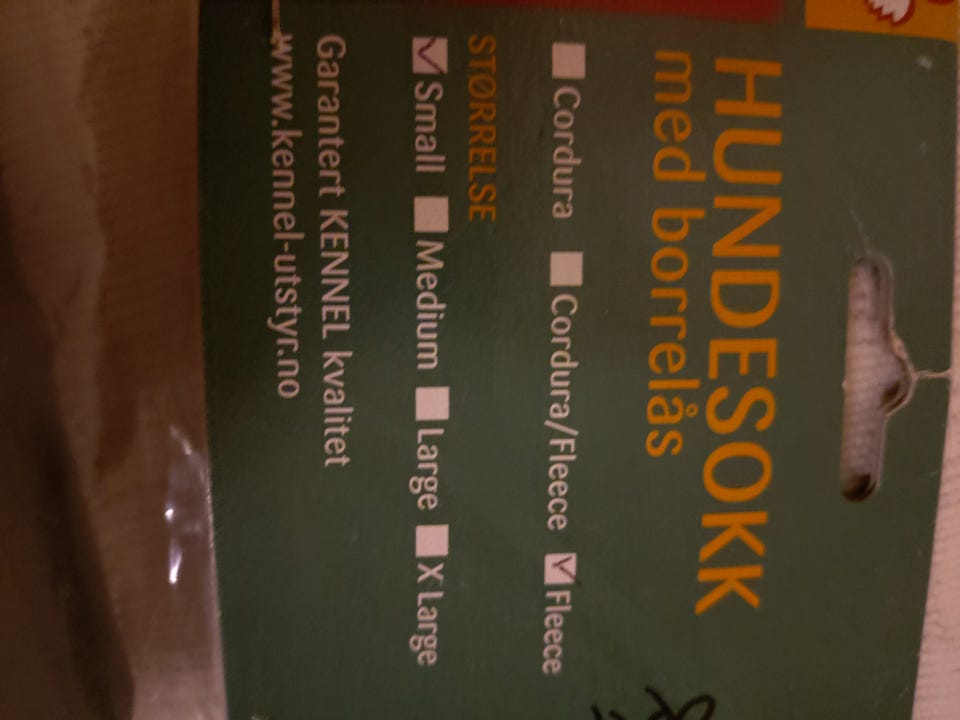 HUNDESOKK
med borrelås
Cordura Cordura/Fleece Fleece
STØRRELSE
Small Medium Large X Large
Garantert KENNEL kvalitet
www.kennel-utstyr.no